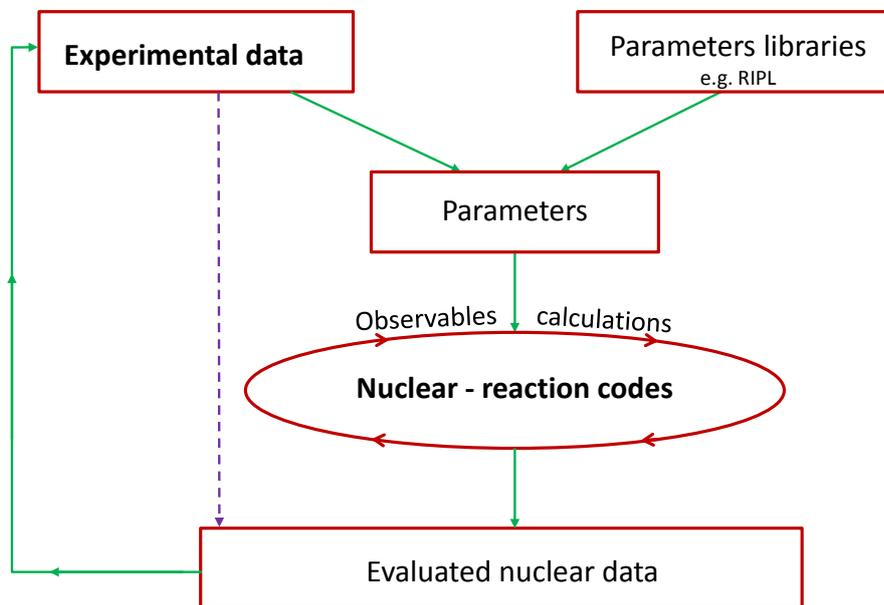 Experimental data
Parameters libraries
e.g. RIPL
Parameters
Observables calculations
Nuclear - reaction codes
Evaluated nuclear data